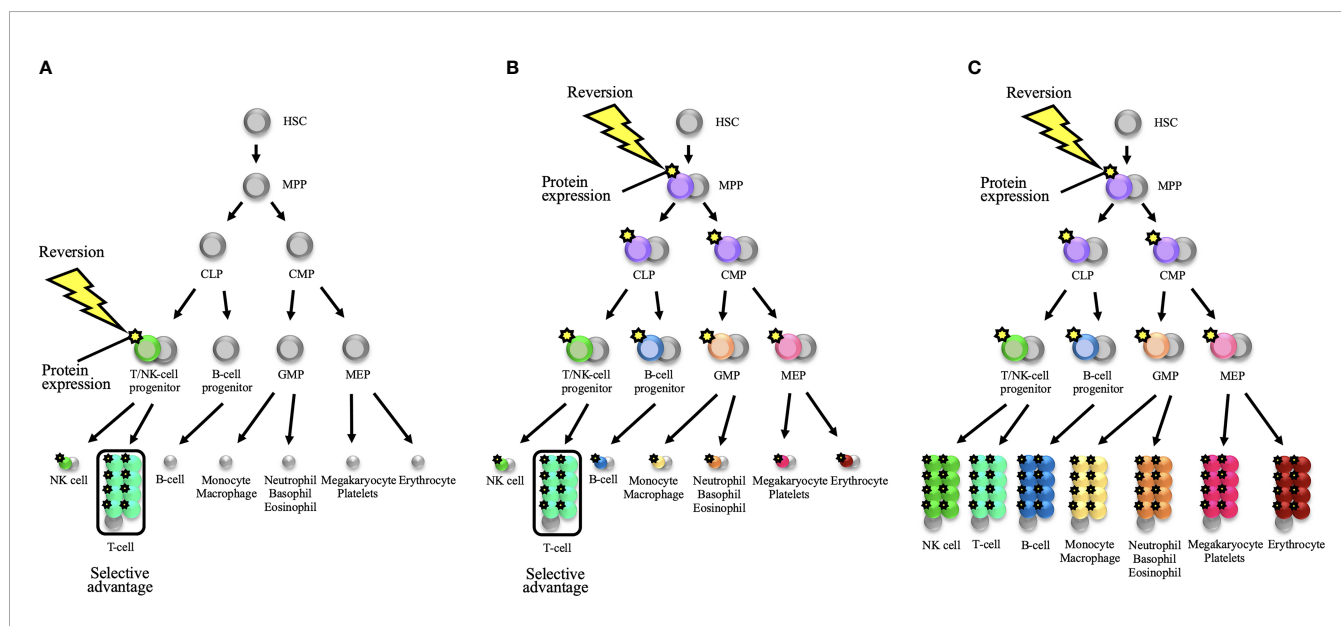 A
HSC
MPP
CLP
CMP
Reversion
Protein
expression
T/NK-cell
progenitor
B-cell
progenitor
GMP
MEP
NK cell
T-cell
B-cell
Monocyte
Macrophage
Neutrophil
Basophil
Eosinophil
Megakaryocyte
Platelets
Erythrocyte
Selective
advantage
B
Reversion
HSC
Protein
expression
MPP
CLP
CMP
T/NK-cell
progenitor
B-cell
progenitor
GMP
MEP
NK cell
T-cell
B-cell
Monocyte
Macrophage
Neutrophil
Basophil
Eosinophil
Megakaryocyte
Platelets
Erythrocyte
Selective
advantage
C
Reversion
HSC
Protein
expression
MPP
CLP
CMP
T/NK-cell
progenitor
B-cell
progenitor
GMP
MEP
NK cell
T-cell
B-cell
Monocyte
Macrophage
Neutrophil
Basophil
Eosinophil
Megakaryocyte
Platelets
Erythrocyte